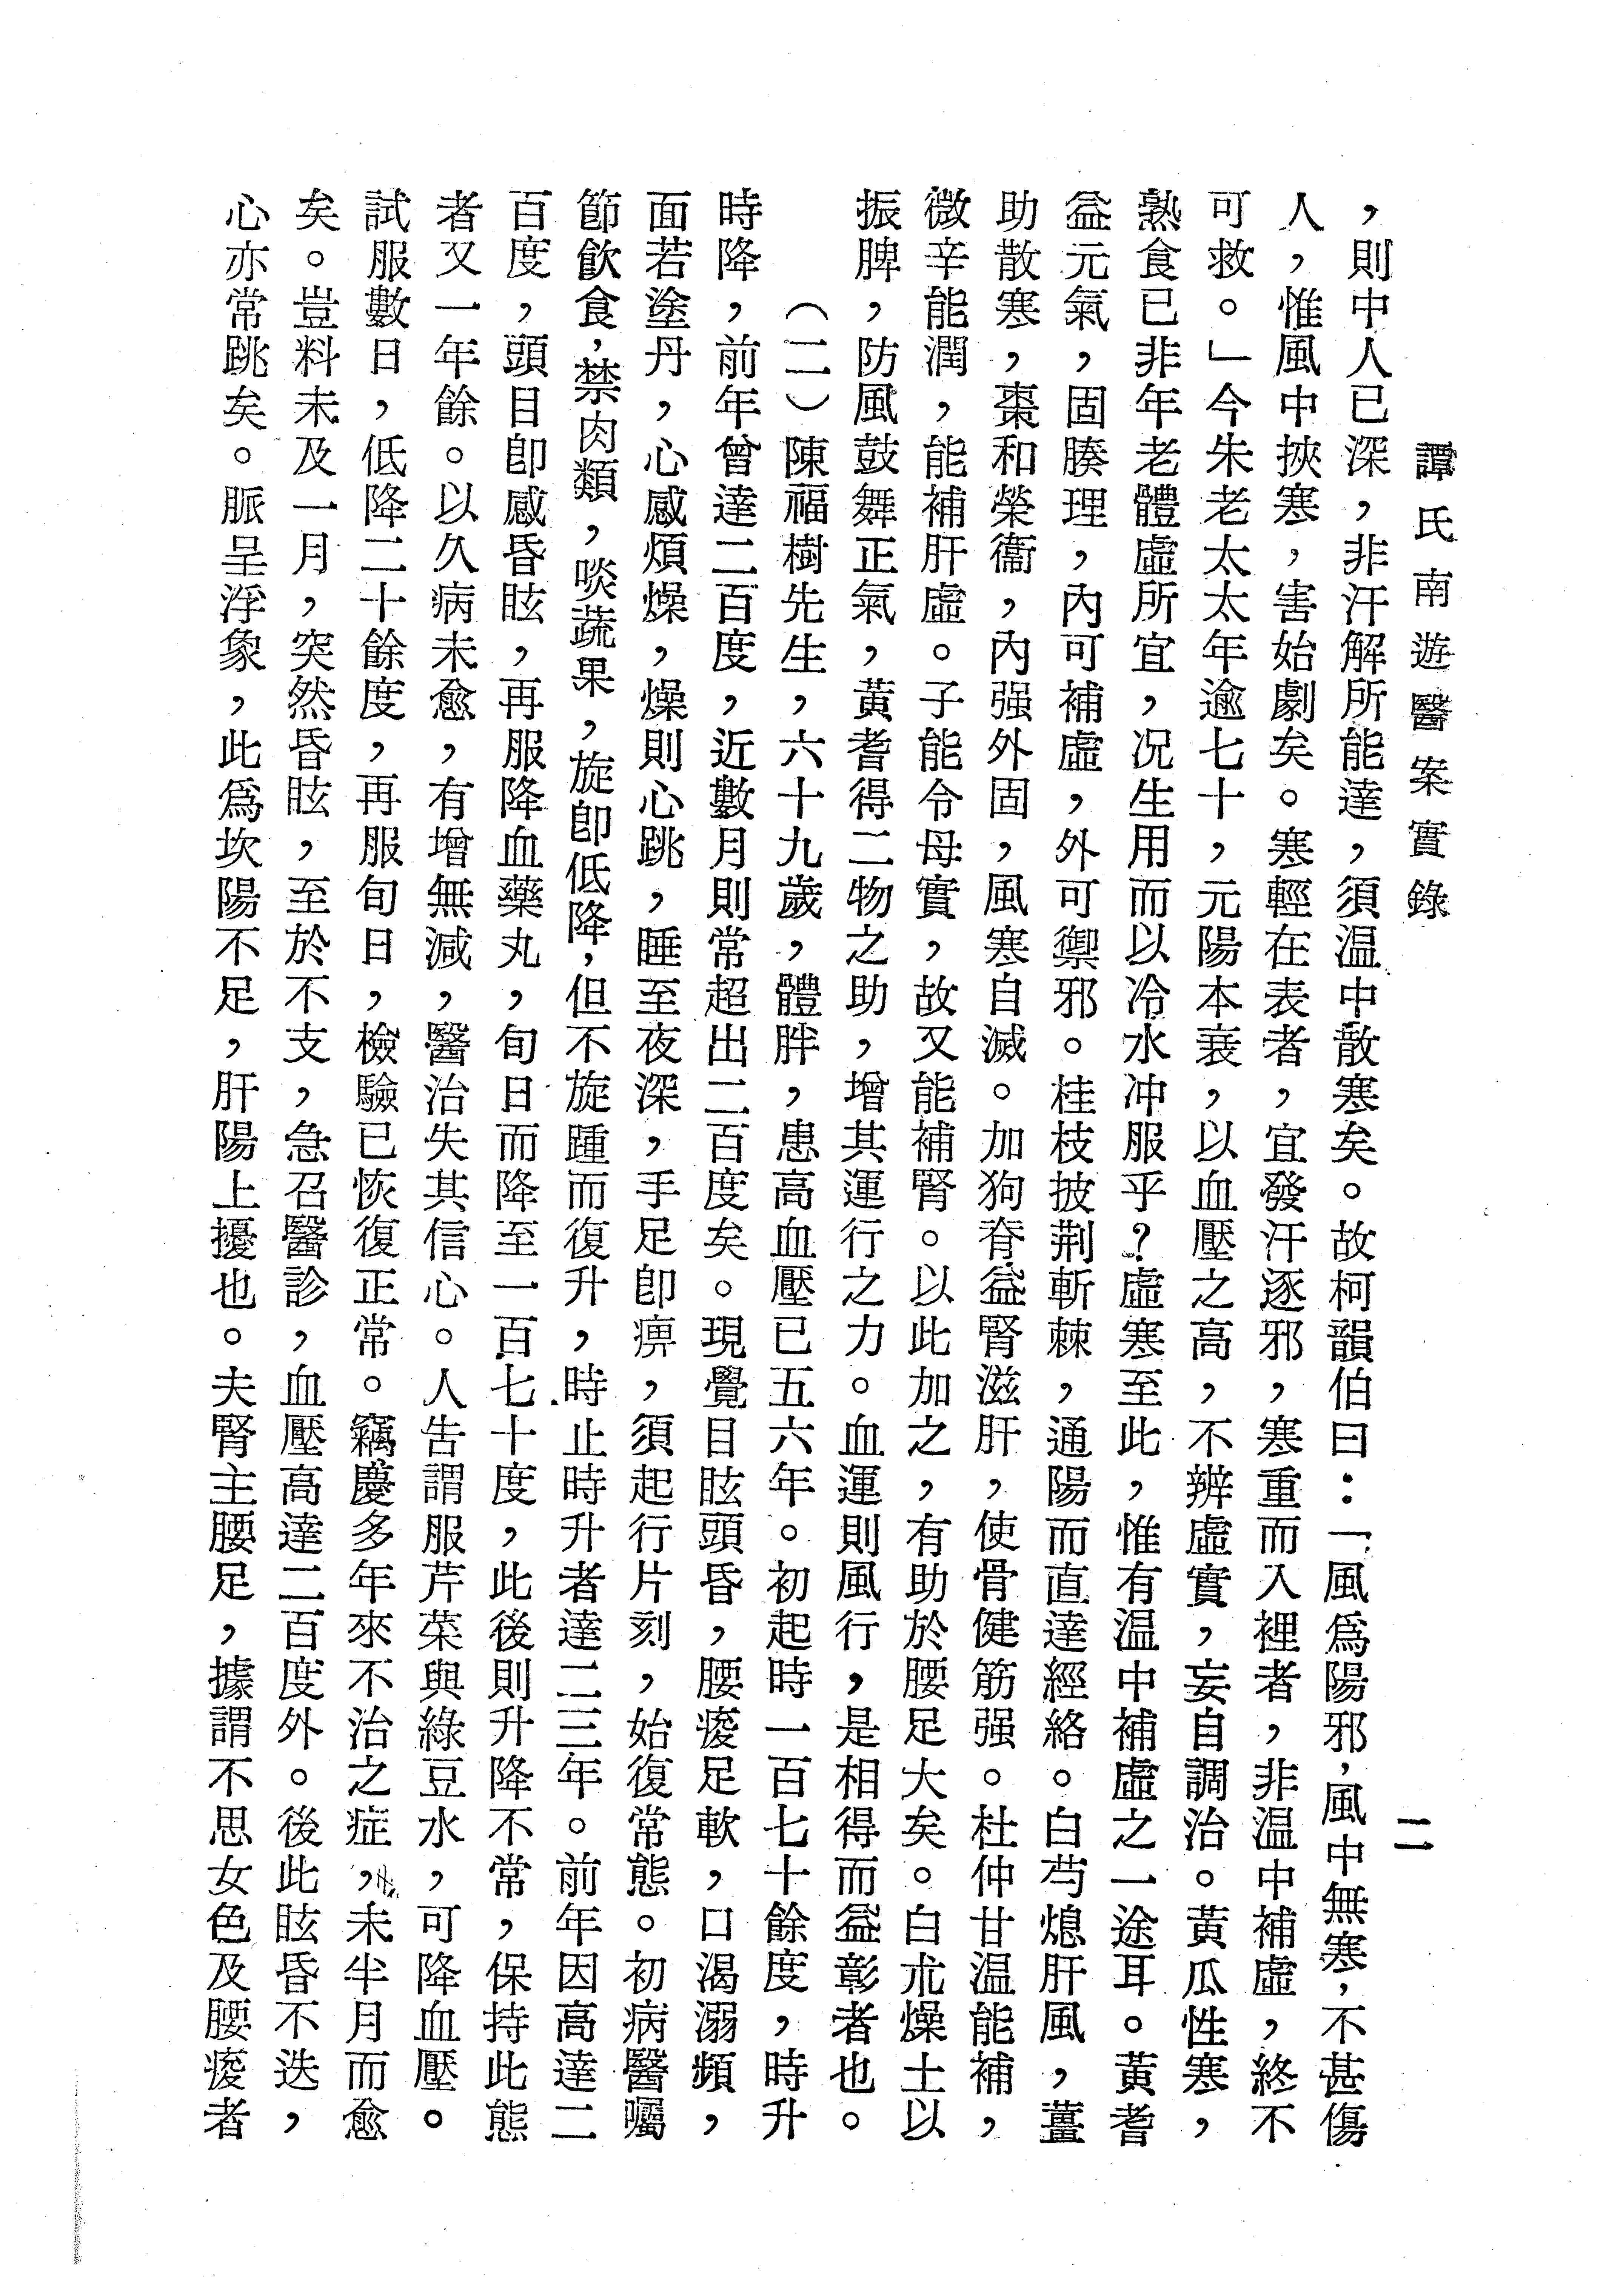 譚氏南遊醫案實錄
二
，則中人已深，非汗解所能達，須温中散寒矣。故柯韻伯曰：「風爲陽邪，風中無寒，不甚傷
人，惟風中挾寒，害始劇矣。寒輕在表者，宜發汗逐邪，寒重而入裡者，非温中補虛，終不
可救。」今朱老太太年逾七十，元陽本衰，以血壓之高，不辨虛實，妄自調治。黃瓜性寒，
熟食已非年老體虛所宜，況生用而以冷水冲服乎？虛寒至此，惟有温中補虛之一途耳。黃耆
益元氣，固腠理，內可補虛，外可禦邪。桂枝披荆斬棘，通陽而直達經絡。白芍熄肝風，薑
助散寒，棗和榮衞，內强外固，風寒自滅。加狗脊益腎滋肝，使骨健筋强。杜仲甘温能補，
微辛能潤，能補肝虛。子能令母實，故又能補腎。以此加之，有助於腰足大矣。白朮燥土以
振脾，防風鼓舞正氣，黃耆得二物之助，增其運行之力。血運則風行，是相得而益彰者也。
（二）陳福樹先生，六十九歲，體胖，患高血壓已五六年。初起時一百七十餘度，時升
時降，前年曾達二百度，近數月則常超出二百度矣。現覺目眩頭昏，腰痠足軟，口渴溺頻，
面若塗丹，心感煩燥，燥則心跳，睡至夜深，手足卽痹，須起行片刻，始復常態。初病醫囑
節飲食，禁肉類，啖蔬果，旋卽低降，但不旋踵而復升，時止時升者達二三年。前年因高達二
百度，頭目卽感昏眩，再服降血藥丸，旬日而降至一百七十度，此後則升降不常，保持此態
者又一年餘。以久病未愈，有增無減，醫治失其信心。人告謂服芹菜與綠豆水，可降血壓。
試服數日，低降二十餘度，再服旬日，檢驗已恢復正常。竊慶多年來不治之症，未半月而愈
矣。豈料未及一月，突然昏眩，至於不支，急召醫診，血壓高達二百度外。後此眩昏不迭，
心亦常跳矣。脈呈浮象，此爲坎陽不足，肝陽上擾也。夫腎主腰足，據謂不思女色及腰痠者